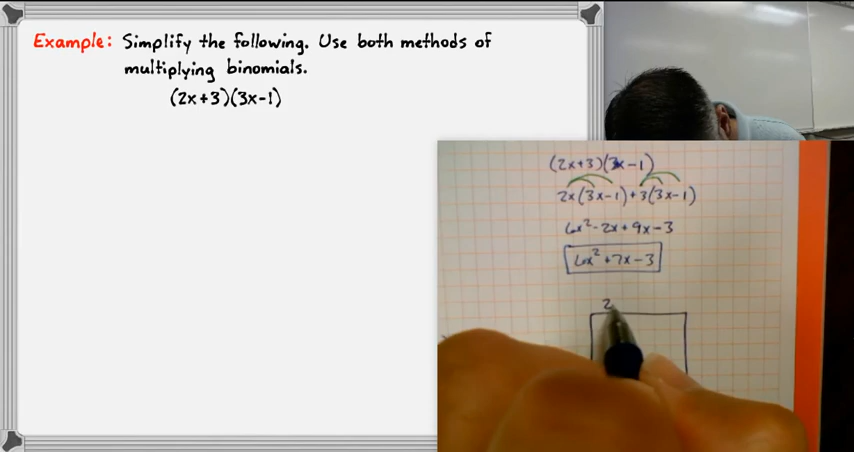 Example: Simplify the following. Use both methods of
multiplying binomials.
(2x+3)(3x-1)
(2x+3)(3x-1)
2x(3x-1)+3(3x-1)
6x²-2x+9x-3
6x²+7x-3
2